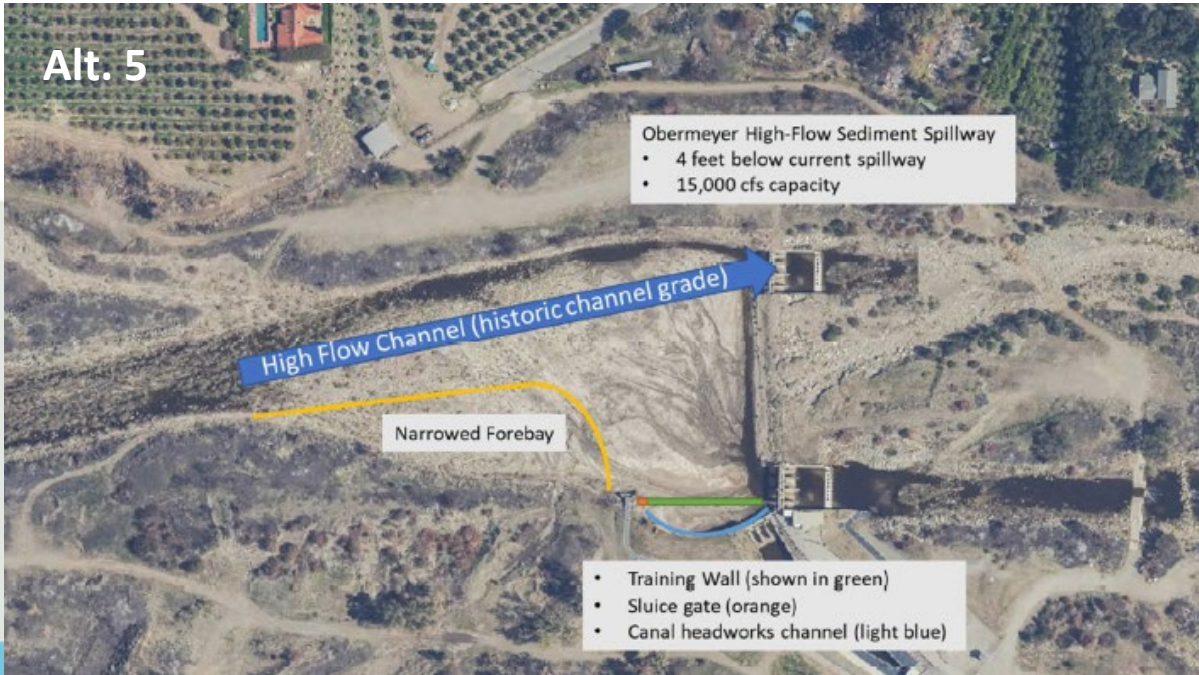 Alt. 5
Obermeyer High-Flow Sediment Spillway
• 4 feet below current spillway
• 15,000 cfs capacity
High Flow Channel (historic channel grade)
Narrowed Forebay
• Training Wall (shown in green)
• Sluice gate (orange)
• Canal headworks channel (light blue)